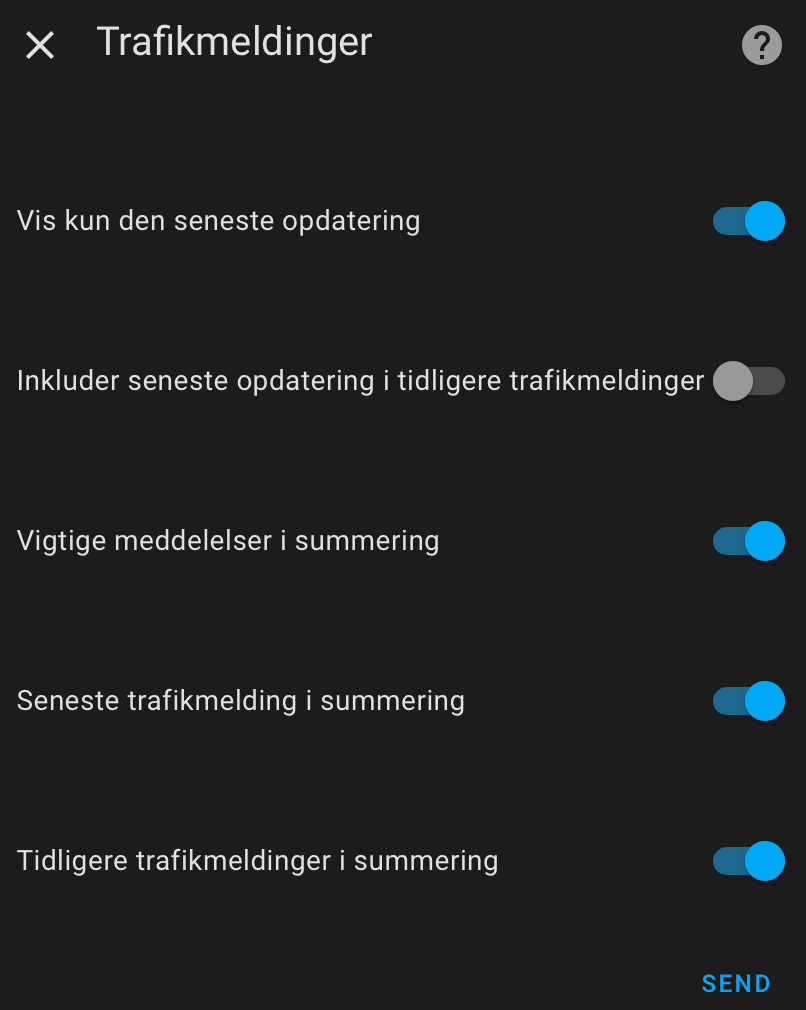 Trafikmeldinger
Vis kun den seneste opdatering
Inkluder seneste opdatering i tidligere trafikmeldinger
Vigtige meddelelser i summering
Seneste trafikmelding i summering
Tidligere trafikmeldinger i summering
SEND